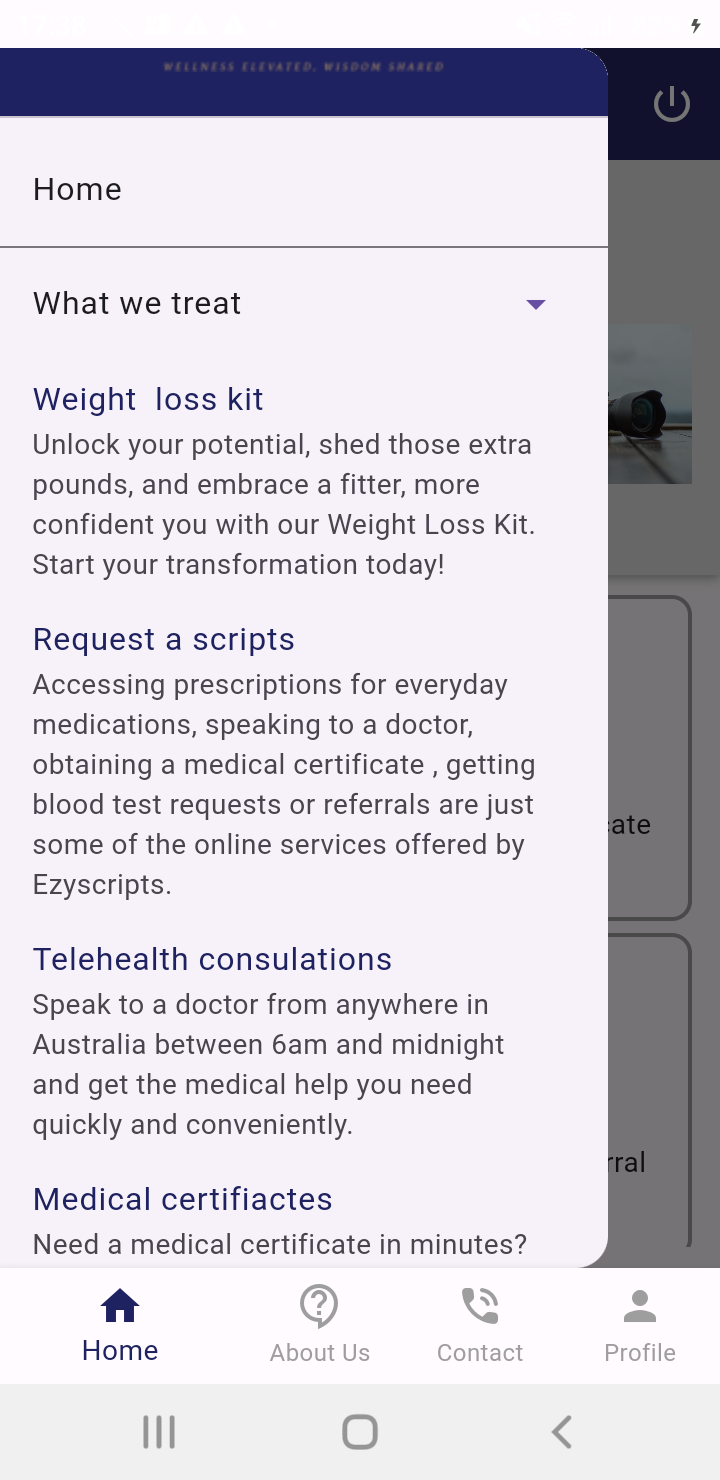 WELLNESS ELEVATED, WISDOM SHARED
Home
What we treat
Weight  loss kit
Unlock your potential, shed those extra
pounds, and embrace a fitter, more
confident you with our Weight Loss Kit.
Start your transformation today!
Request a scripts
Accessing prescriptions for everyday
medications, speaking to a doctor,
obtaining a medical certificate , getting
blood test requests or referrals are just
some of the online services offered by
Ezyscripts.
cate
Telehealth consulations
Speak to a doctor from anywhere in
Australia between 6am and midnight
and get the medical help you need
quickly and conveniently.
rral
Medical certifiactes
Need a medical certificate in minutes?
Home
About Us
Contact
Profile